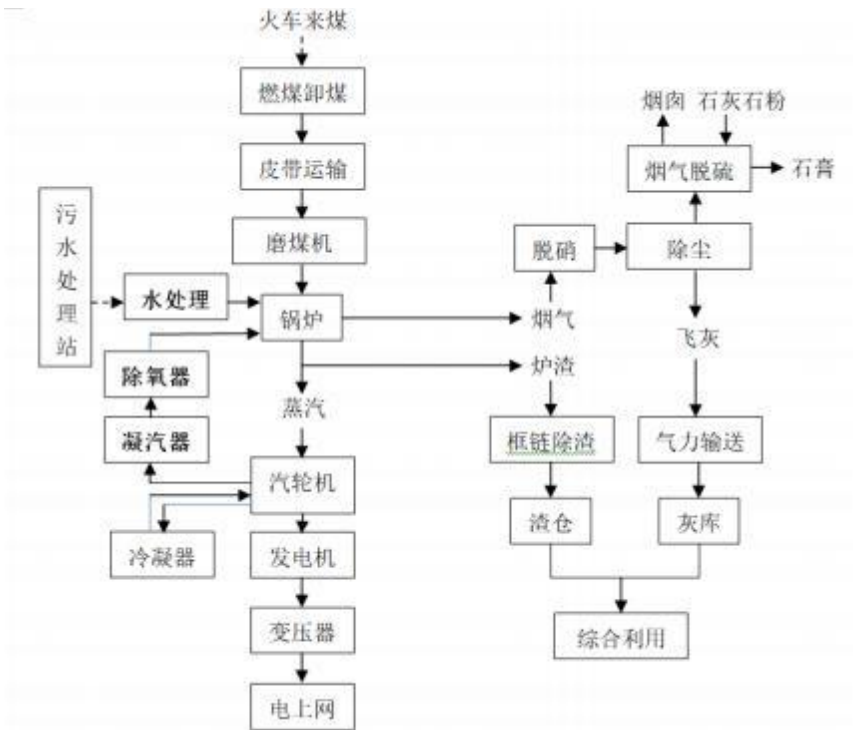 火车来煤
燃煤卸煤
皮带运输
磨煤机
污水处理站
水处理
锅炉
除氧器
蒸汽
凝汽器
汽轮机
冷凝器
发电机
变压器
电上网
烟囱 石灰石粉
烟气脱硫
石膏
脱硝
除尘
烟气
飞灰
炉渣
框链除渣
气力输送
渣仓
灰库
综合利用